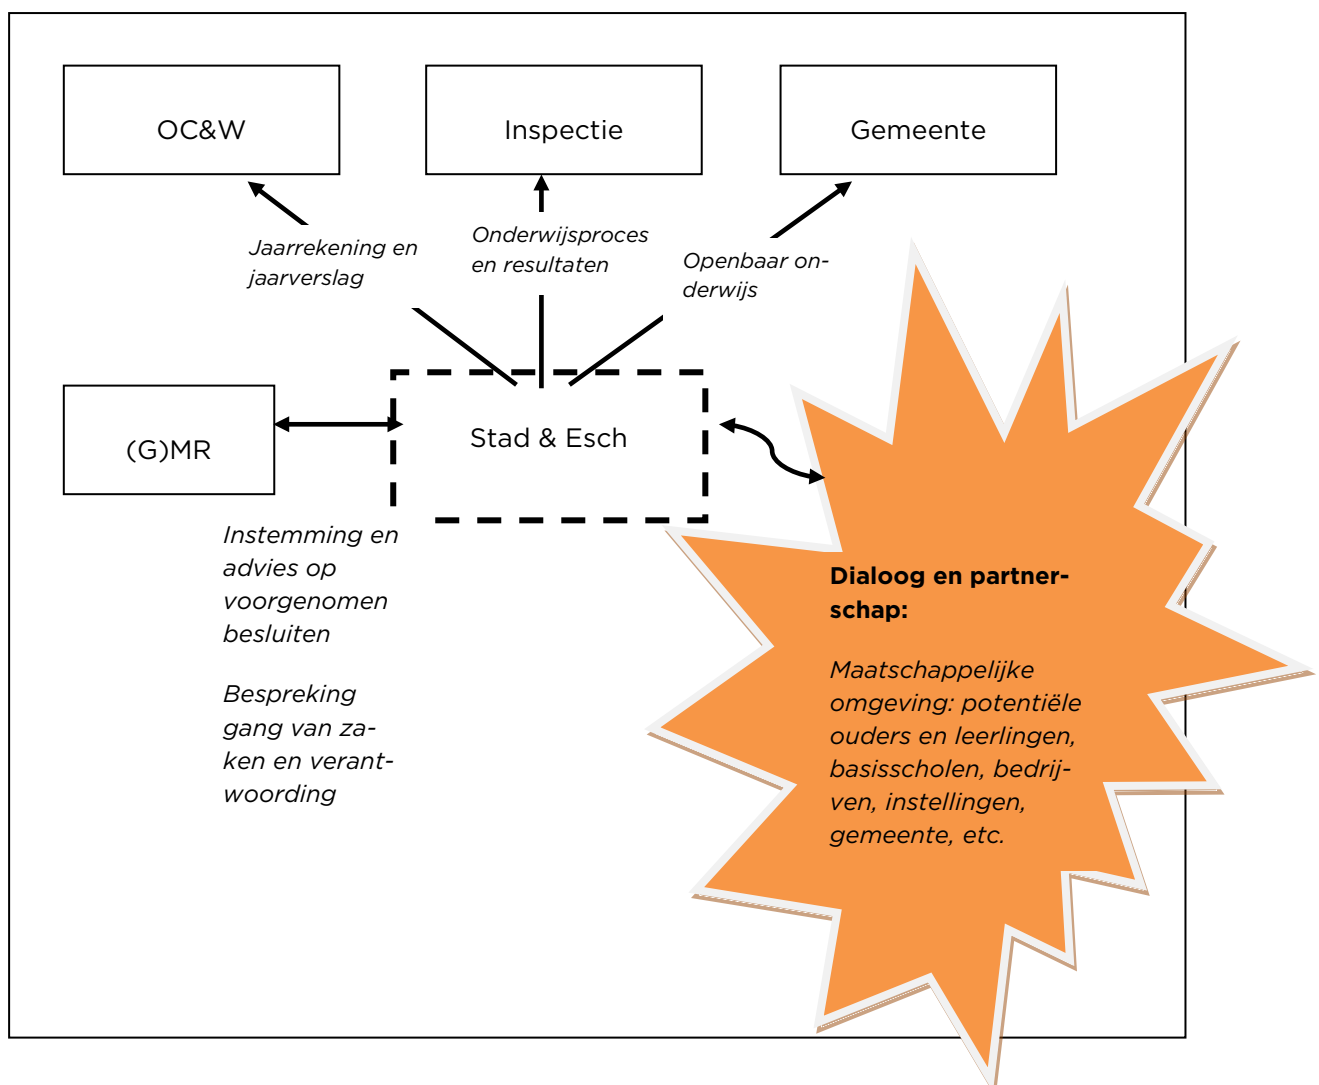 OC&W
Inspectie
Gemeente
Jaarrekening en
jaarverslag
Onderwijsproces
en resultaten
Openbaar on-
derwijs
(G)MR
Stad & Esch
Instemming en
advies op
voorgenomen
besluiten
Bespreking
gang van za-
ken en verant-
woording
Dialoog en partner-
schap:
Maatschappelijke
omgeving: potentiële
ouders en leerlingen,
basisscholen, bedrij-
ven, instellingen,
gemeente, etc.